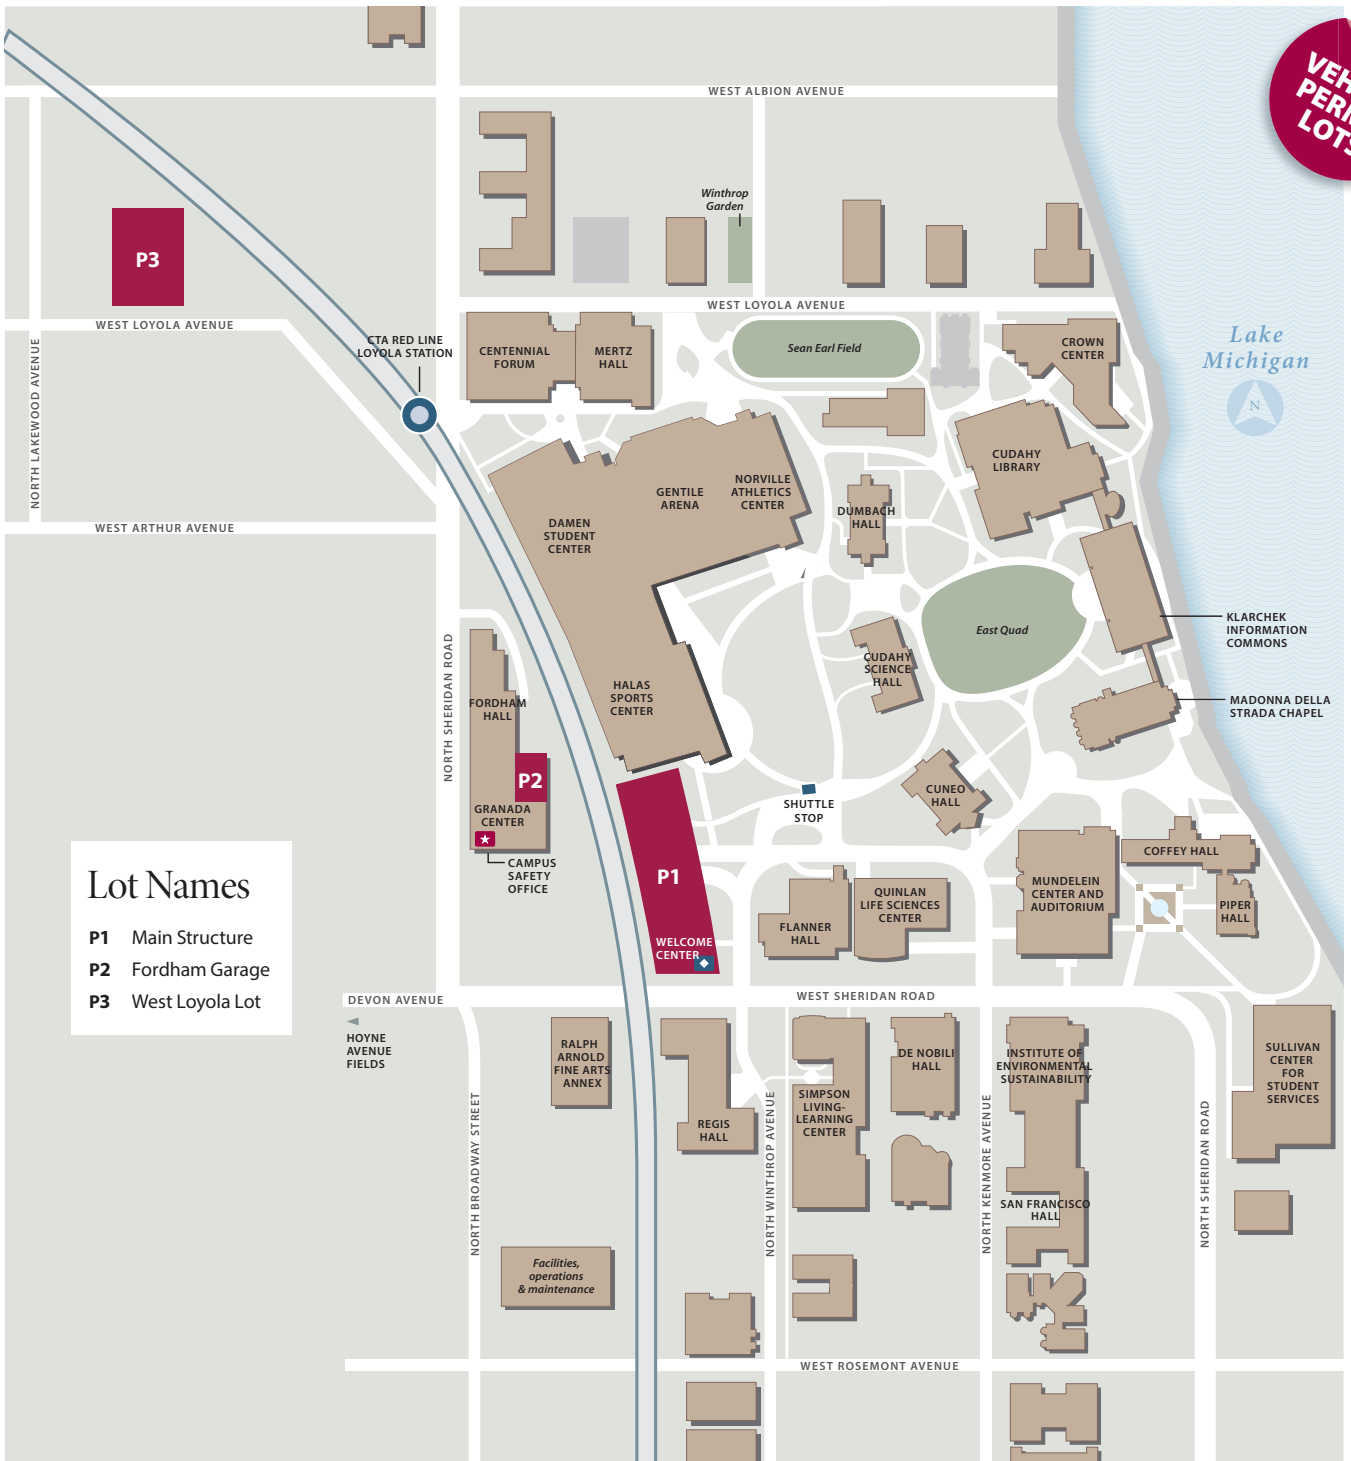 WEST ALBION AVENUE
Winthrop
Garden
P3
WEST LOYOLA AVENUE
WEST LOYOLA AVENUE
CTA RED LINE
LOYOLA STATION
NORTH LAKEWOOD AVENUE
CENTENNIAL
FORUM
MERTZ
HALL
Sean Earl Field
CROWN
CENTER
Lake
Michigan
N
CUDAHY
LIBRARY
GENTILE
ARENA
NORVILLE
ATHLETICS
CENTER
DUMBACH
HALL
DAMEN
STUDENT
CENTER
WEST ARTHUR AVENUE
East Quad
KLARCHEK
INFORMATION
COMMONS
NORTH SHERIDAN ROAD
CUDAHY
SCIENCE
HALL
HALAS
SPORTS
CENTER
FORDHAM
HALL
MADONNA DELLA
STRADA CHAPEL
P2
GRANADA
CENTER
CAMPUS
SAFETY
OFFICE
SHUTTLE
STOP
CUNEO
HALL
P1
WELCOME
CENTER
COFFEY HALL
MUNDELEIN
CENTER AND
AUDITORIUM
QUINLAN
LIFE SCIENCES
CENTER
FLANNER
HALL
PIPER
HALL
Lot Names
P1 Main Structure
P2 Fordham Garage
P3 West Loyola Lot
DEVON AVENUE
WEST SHERIDAN ROAD
HOYNE
AVENUE
FIELDS
RALPH
ARNOLD
FINE ARTS
ANNEX
DE NOBILI
HALL
INSTITUTE OF
ENVIRONMENTAL
SUSTAINABILITY
SULLIVAN
CENTER
FOR
STUDENT
SERVICES
REGIS
HALL
SIMPSON
LIVING-
LEARNING
CENTER
NORTH BROADWAY STREET
NORTH WINTHROP AVENUE
NORTH KENMORE AVENUE
NORTH SHERIDAN ROAD
SAN FRANCISCO
HALL
Facilities,
operations
& maintenance
WEST ROSEMONT AVENUE